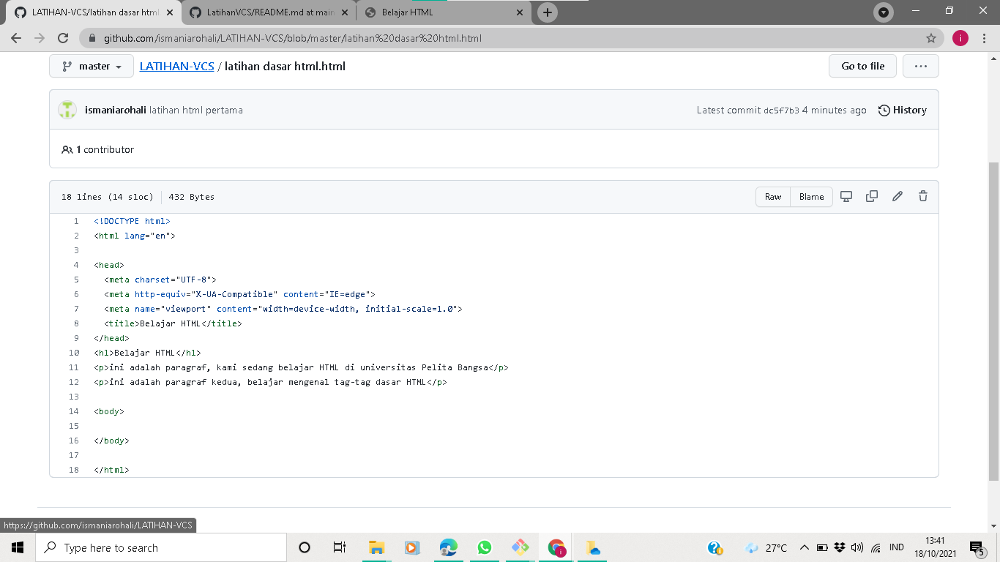 LATIHAN-VCS/latihan dasar html
LatihanVCS/README.md at main
Belajar HTML
github.com/ismaniarohali/LATIHAN-VCS/blob/master/latihan%20dasar%20html.html
i
master
LATIHAN-VCS / latihan dasar html.html
Go to file
ismaniarohali latihan html pertama
Latest commit dc5f7b3 4 minutes ago
History
1 contributor
18 lines (14 sloc) 432 Bytes
Raw Blame
1 <!DOCTYPE html>
2 <html lang="en">
3
4 <head>
5 <meta charset="UTF-8">
6 <meta http-equiv="X-UA-Compatible" content="IE=edge">
7 <meta name="viewport" content="width=device-width, initial-scale=1.0">
8 <title>Belajar HTML</title>
9 </head>
10 <h1>Belajar HTML</h1>
11 <p>ini adalah paragraf, kami sedang belajar HTML di universitas Pelita Bangsa</p>
12 <p>ini adalah paragraf kedua, belajar mengenal tag-tag dasar HTML</p>
13
14 <body>
15
16 </body>
17
18 </html>
https://github.com/ismaniarohali/LATIHAN-VCS
Type here to search
i
27°C
IND
13:41
18/10/2021
5